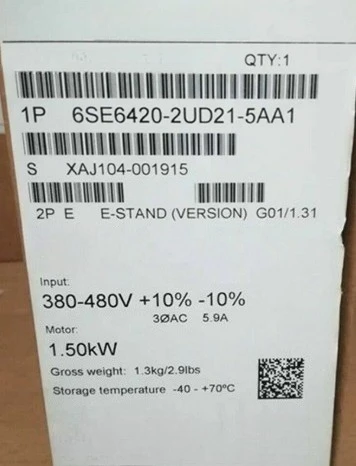 QTY:1
1P 6SE6420-2UD21-5AA1
S XAJ104-001915
2P E E-STAND (VERSION) G01/1.31
Input:
380-480V +10% -10%
3ØAC 5.9A
Motor:
1.50kW
Gross weight: 1.3kg/2.9lbs
Storage temperature -40 - +70ºC